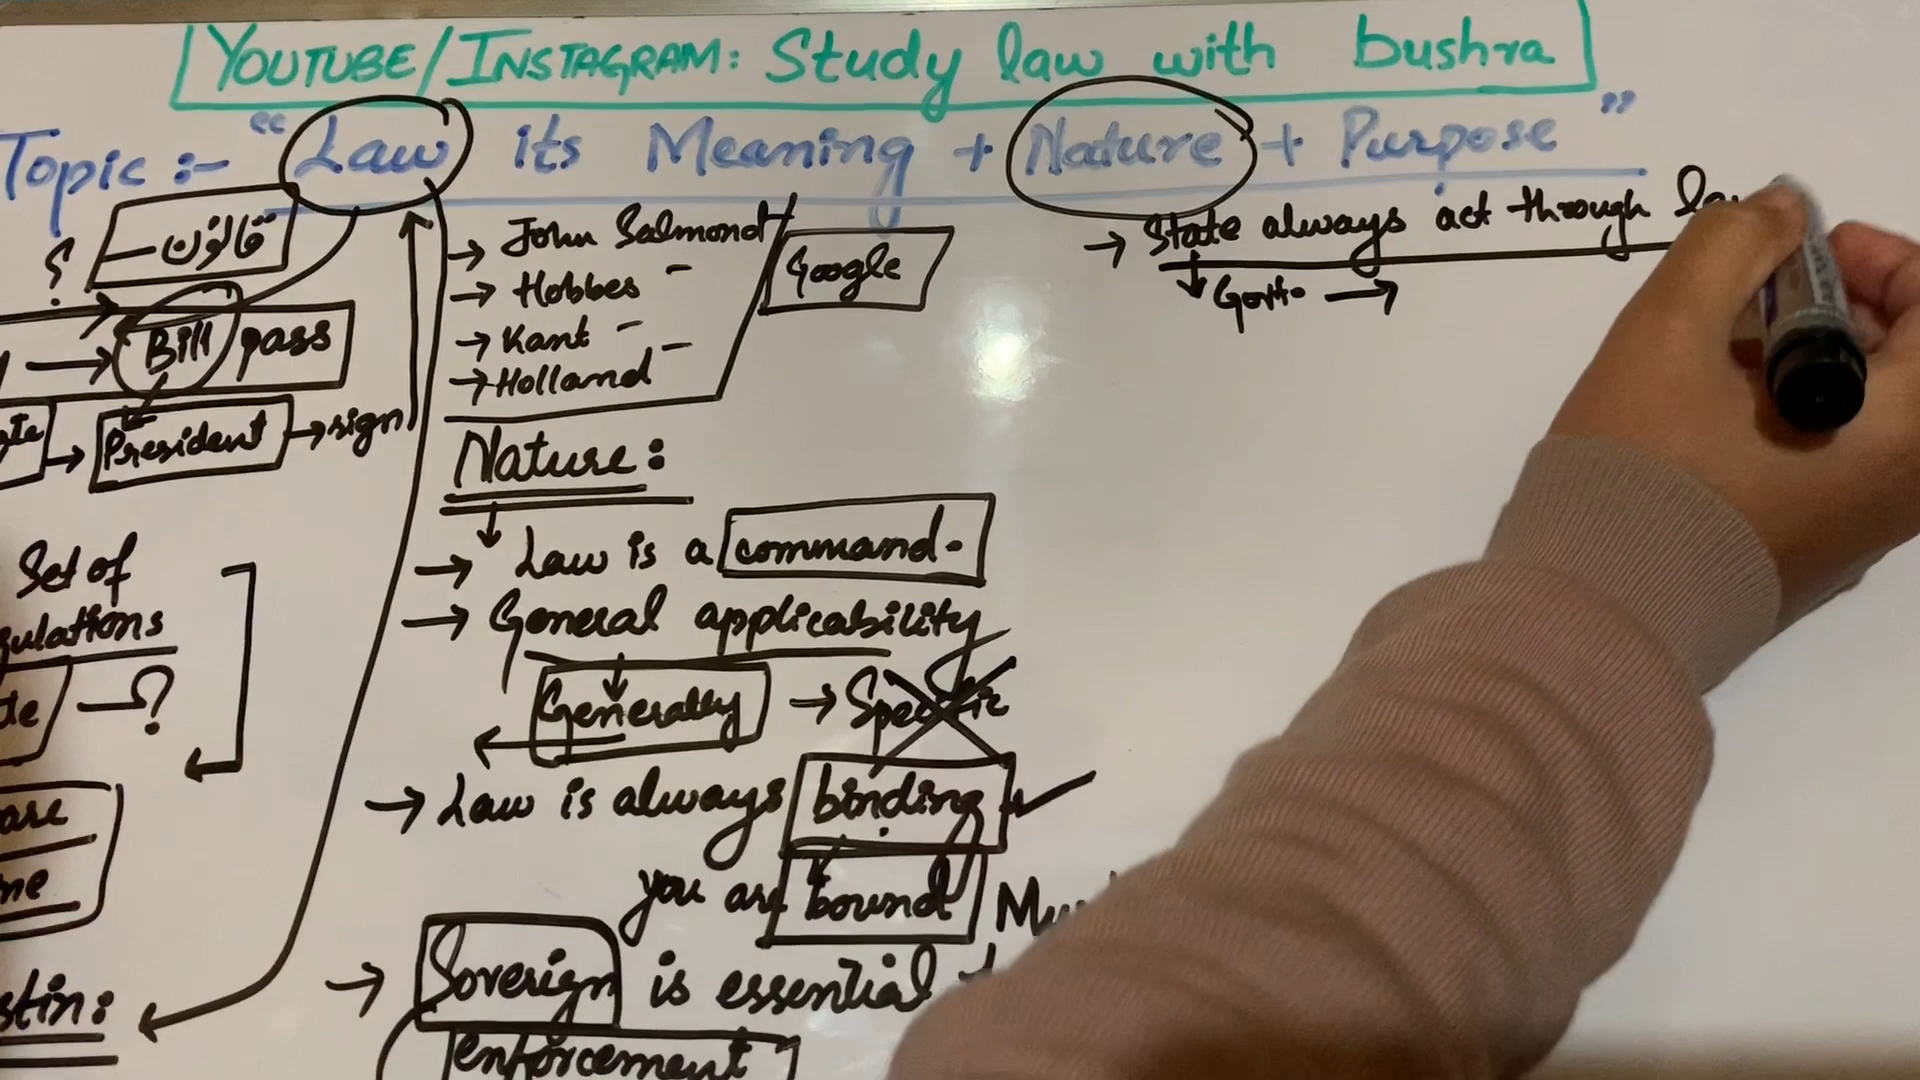 YOUTUBE/INSTAGRAM: Study law with bushra
Topic :- "Law its Meaning + Nature + Purpose"
قانون
؟
Bill pass
President → sign
Set of
? 
→ John Salmond
→ Hobbes -
→ Kant -
→ Holland -
Google
Nature:
→ Law is a command.
→ General applicability
Generally → Specific
→ Law is always binding
you are bound
→ Soverign is essential
enforcement
→ State always act through
Govt. →